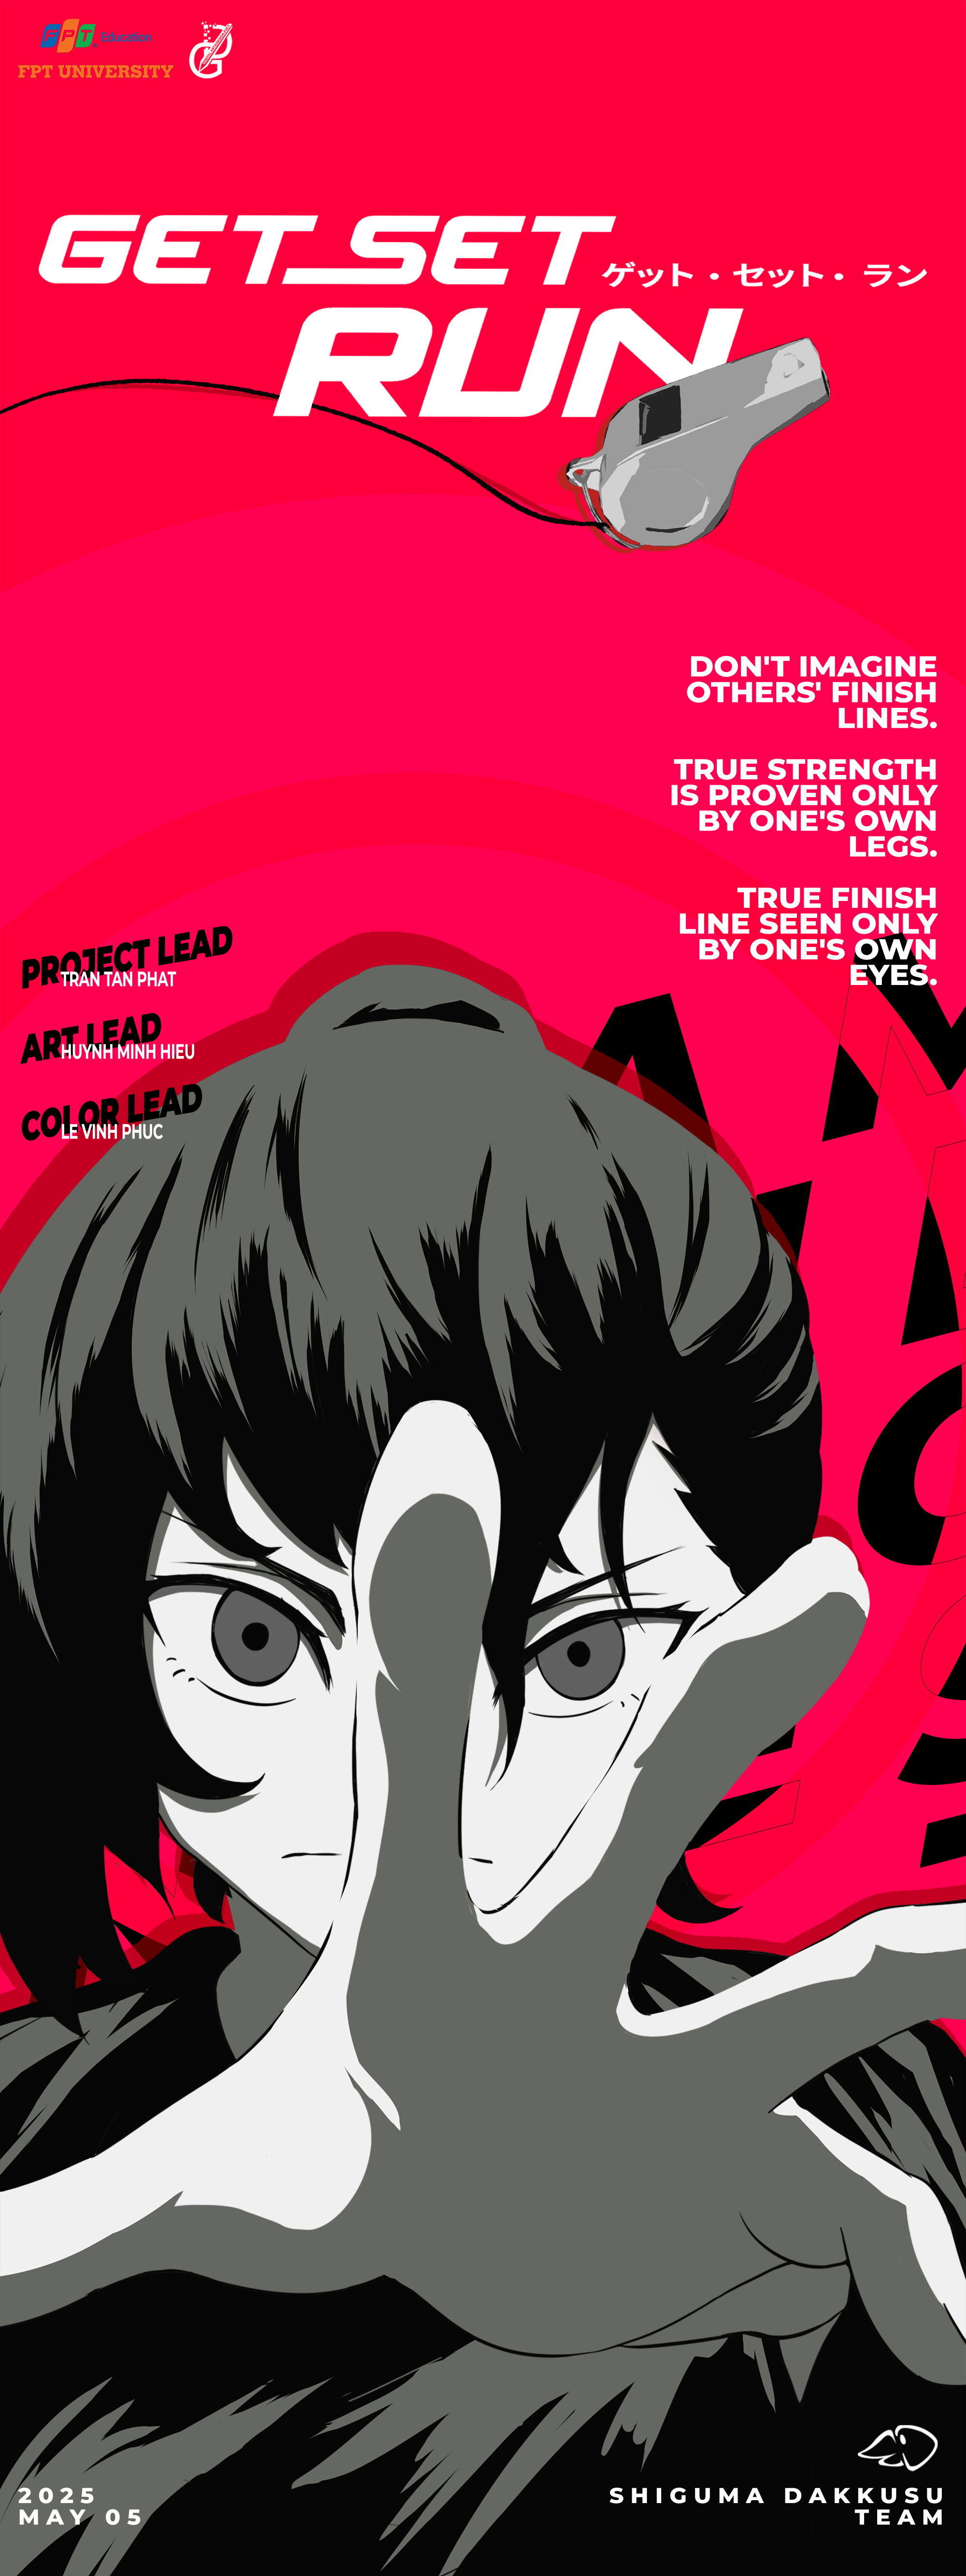 FPT Education
FPT UNIVERSITY
GET SET
ゲット・セット・ラン
RUN
DON'T IMAGINE
OTHERS' FINISH
LINES.
TRUE STRENGTH
IS PROVEN ONLY
BY ONE'S OWN
LEGS.
TRUE FINISH
LINE SEEN ONLY
BY ONE'S OWN
EYES.
PROJECT LEAD
TRAN TAN PHAT
ART LEAD
HUYNH MINH HIEU
COLOR LEAD
LE VINH PHUC
2025
MAY 05
SHIGUMA DAKKUSU
TEAM